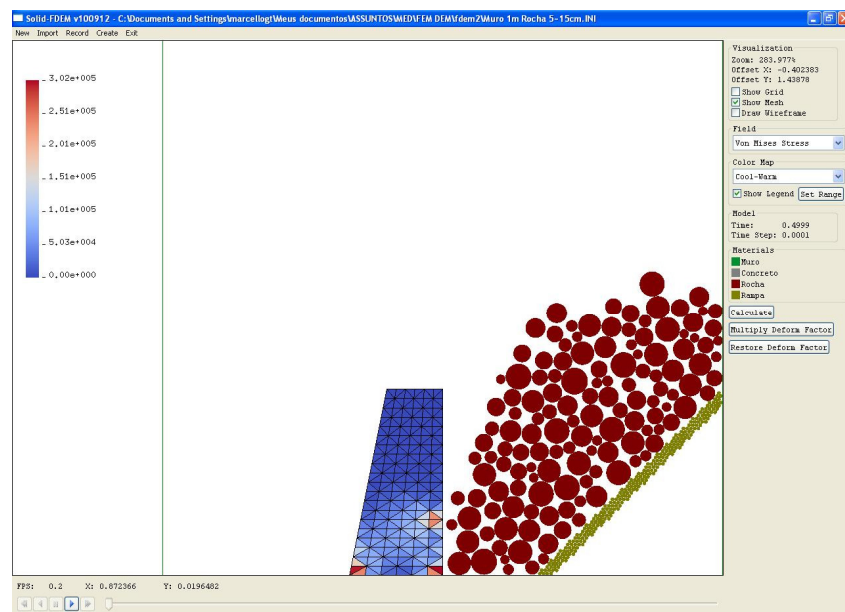 Solid-FDEM v100912 - C:\Documents and Settings\marcellogt\Meus documentos\ASSUNTOS\MED\FEM DEM\fdem2\Muro 1m Rocha 5-15cm.INI
New Import Record Create Exit
3,02e+005
2,51e+005
2,01e+005
1,51e+005
1,01e+005
5,03e+004
0,00e+000
Visualization
Zoom: 283.977%
Offset X: -0.402383
Offset Y: 1.43878
Show Grid
Show Mesh
Draw Wireframe
Field
Von Mises Stress
Color Map
Cool-Warm
Show Legend Set Range
Model
Time: 0.4999
Time Step: 0.0001
Materials
Muro
Concreto
Rocha
Rampa
Calculate
Multiply Deform Factor
Restore Deform Factor
FPS: 0.2 X: 0.872366 Y: 0.0196482